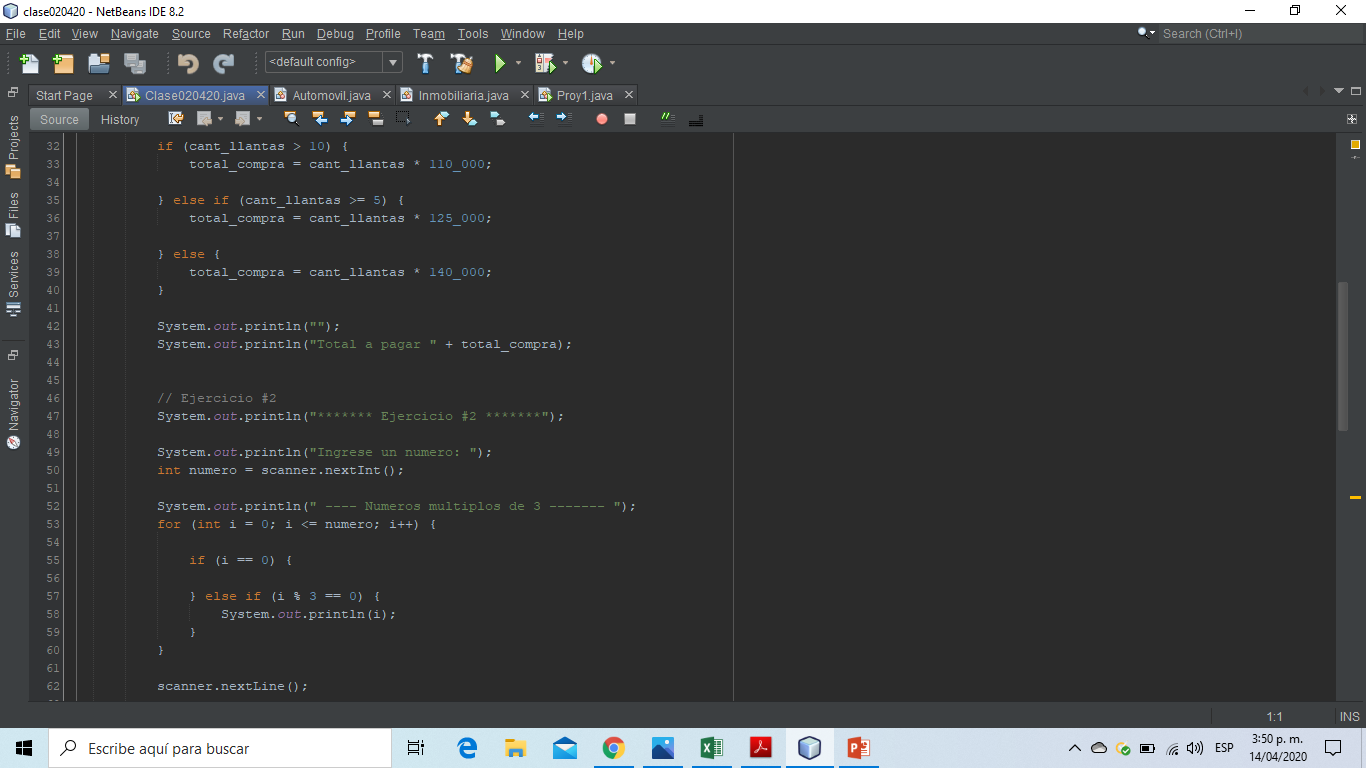 clase020420 - NetBeans IDE 8.2
File Edit View Navigate Source Refactor Run Debug Profile Team Tools Window Help
Search (Ctrl+I)
<default config>
Start Page Clase020420.java Automovil.java Inmobiliaria.java Proy1.java
Source History
Projects
Files
Services
Navigator
32 if (cant_llantas > 10) {
33 total_compra = cant_llantas * 110_000;
34
35 } else if (cant_llantas >= 5) {
36 total_compra = cant_llantas * 125_000;
37
38 } else {
39 total_compra = cant_llantas * 140_000;
40 }
41
42 System.out.println("");
43 System.out.println("Total a pagar " + total_compra);
44
45
46 // Ejercicio #2
47 System.out.println("******* Ejercicio #2 *******");
48
49 System.out.println("Ingrese un numero: ");
50 int numero = scanner.nextInt();
51
52 System.out.println(" ---- Numeros multiplos de 3 ------- ");
53 for (int i = 0; i <= numero; i++) {
54
55 if (i == 0) {
56
57 } else if (i % 3 == 0) {
58 System.out.println(i);
59 }
60 }
61
62 scanner.nextLine();
1:1 INS
Escribe aquí para buscar
ESP
3:50 p. m.
14/04/2020